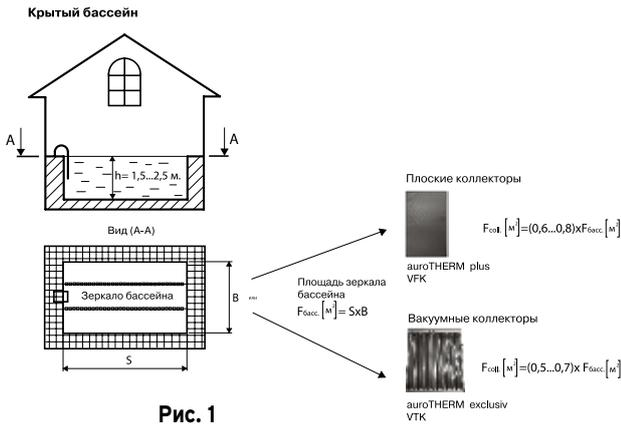 Крытый бассейн
А
А
h= 1,5...2,5 м.
Вид (А-А)
Зеркало бассейна
B
S
Площадь зеркала
бассейна
Fбасс. [м²]= SxB
Плоские коллекторы
Fcoll. [м²]=(0,6...0,8)xFбасс.[м²]
auroTHERM plus
VFK
Вакуумные коллекторы
Fcoll. [м²]=(0,5...0,7)x Fбасс.[м²]
auroTHERM exclusiv
VTK
Рис. 1